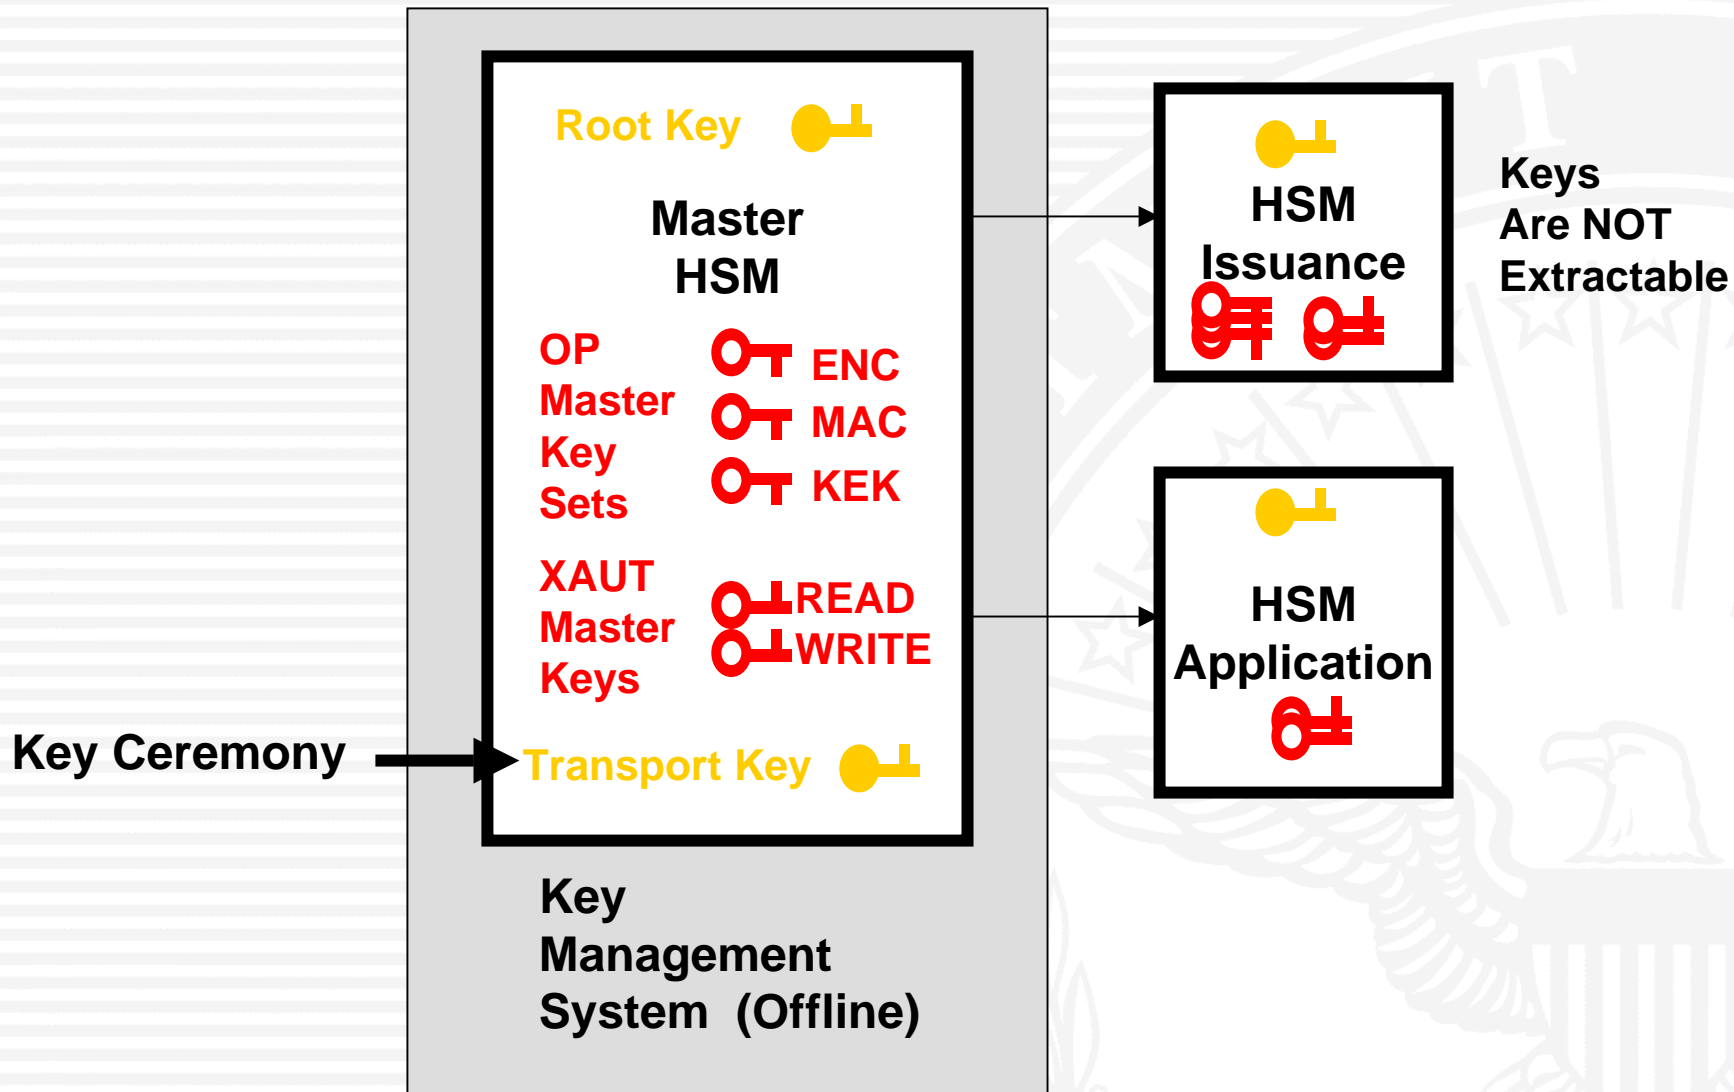 Root Key
Master
HSM
OP
Master
Key
Sets
ENC
MAC
KEK
XAUT
Master
Keys
READ
WRITE
Key Ceremony
Transport Key
Key
Management
System (Offline)
HSM
Issuance
Keys
Are NOT
Extractable
HSM
Application